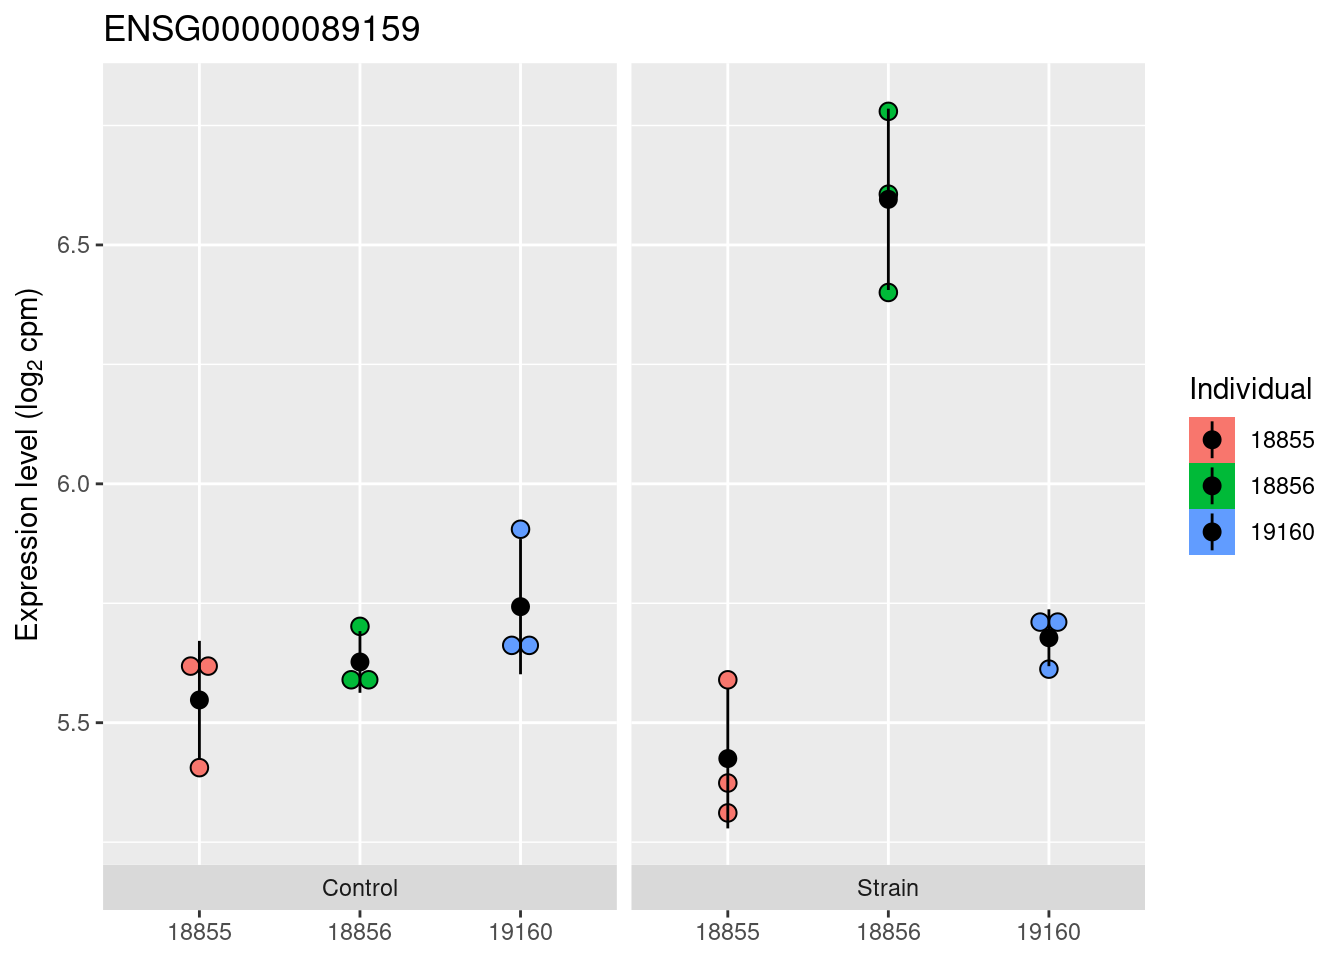 ENSG00000089159
Expression level (log2 cpm)
6.5
6.0
5.5
Control
Strain
18855
18856
19160
18855
18856
19160
Individual
18855
18856
19160